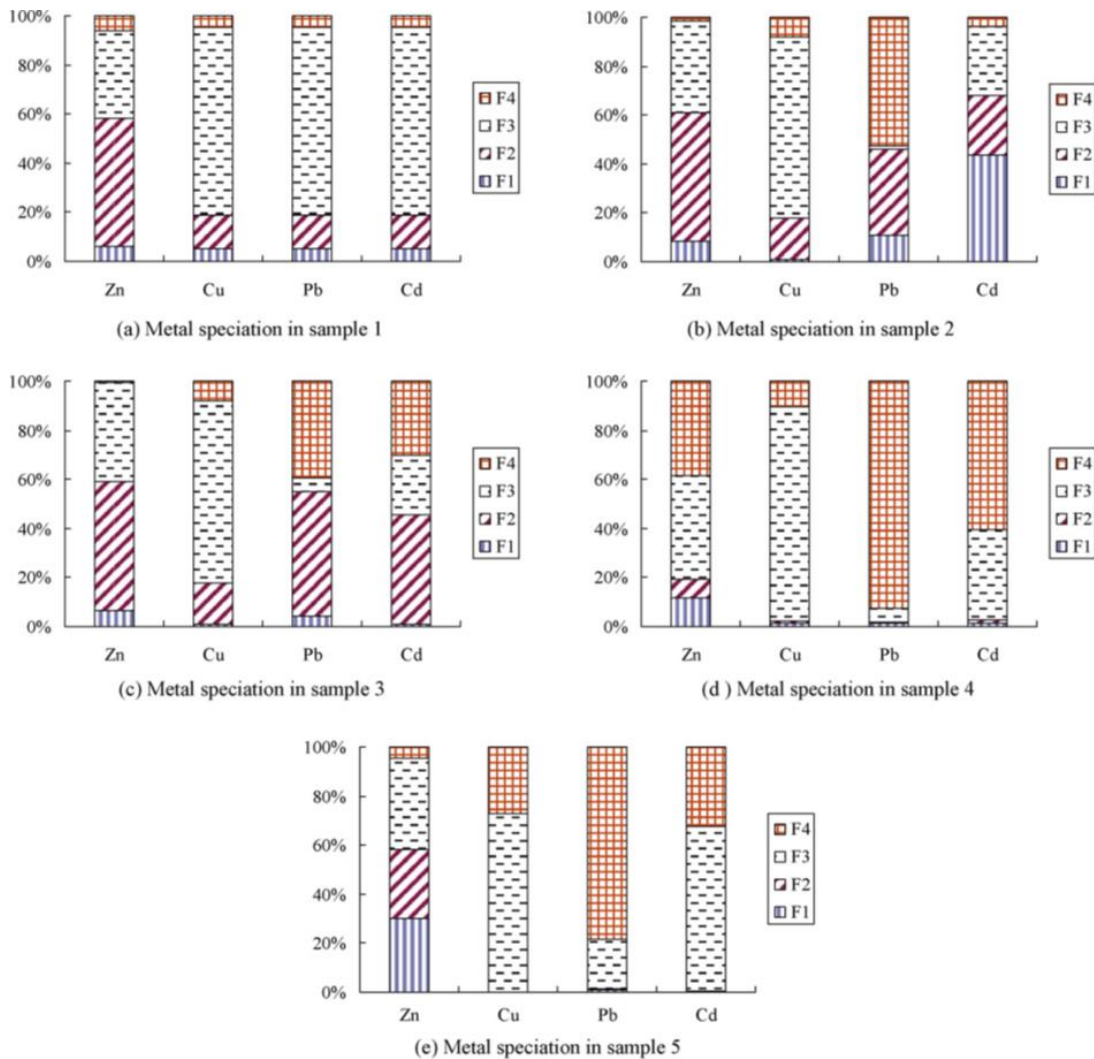 100%
80%
60%
40%
20%
0%
Zn Cu Pb Cd
F4
F3
F2
F1
(a) Metal speciation in sample 1
100%
80%
60%
40%
20%
0%
Zn Cu Pb Cd
F4
F3
F2
F1
(b) Metal speciation in sample 2
100%
80%
60%
40%
20%
0%
Zn Cu Pb Cd
F4
F3
F2
F1
(c) Metal speciation in sample 3
100%
80%
60%
40%
20%
0%
Zn Cu Pb Cd
F4
F3
F2
F1
(d ) Metal speciation in sample 4
100%
80%
60%
40%
20%
0%
Zn Cu Pb Cd
F4
F3
F2
F1
(e) Metal speciation in sample 5